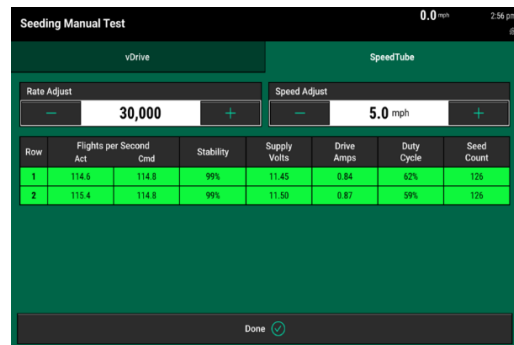 Seeding Manual Test 0.0 mph 2:56 pm
vDrive SpeedTube
Rate Adjust Speed Adjust
− 30,000 + − 5.0 mph +
Row Flights per Second Stability Supply Volts Drive Amps Duty Cycle Seed Count
Act Cmd
1 114.6 114.8 99% 11.45 0.84 62% 126
2 115.4 114.8 99% 11.50 0.87 59% 126
Done